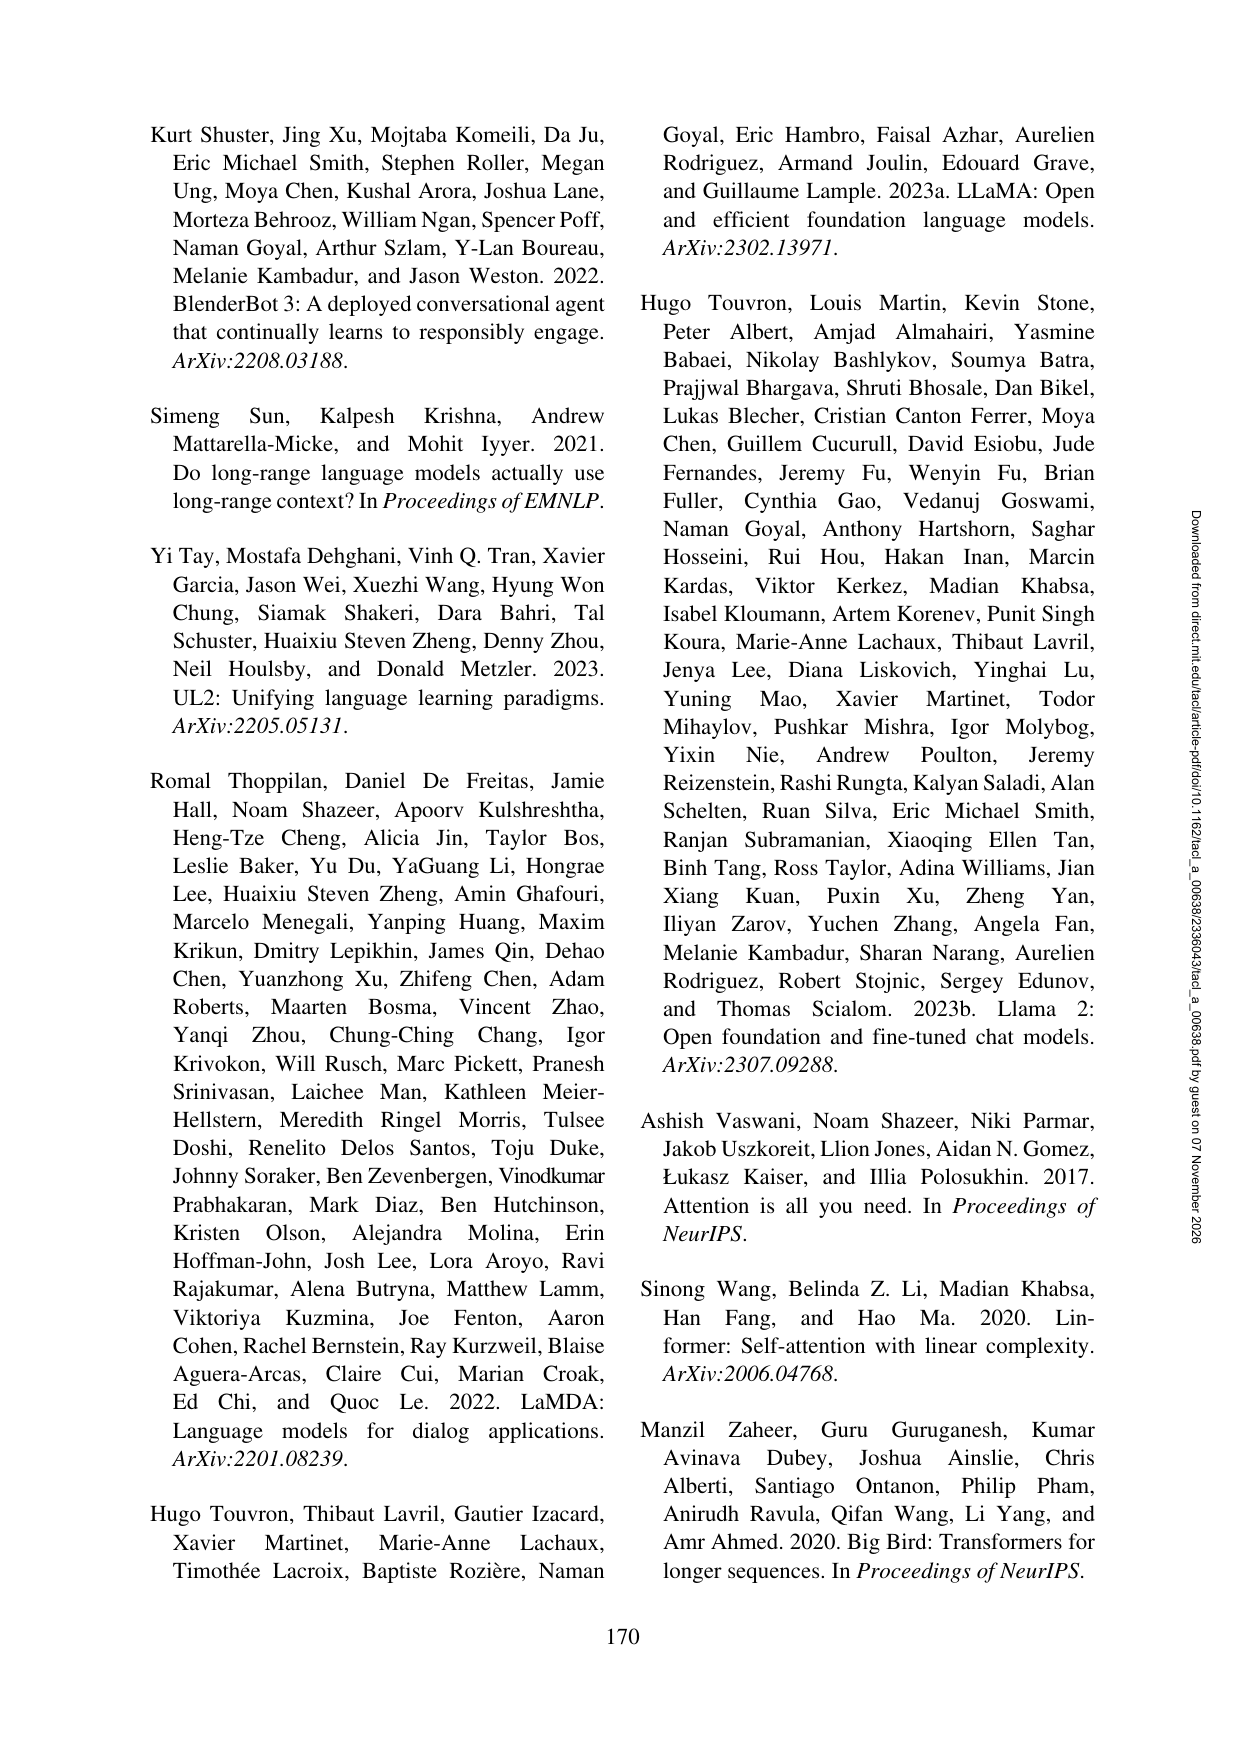 Kurt Shuster, Jing Xu, Mojtaba Komeili, Da Ju,
Eric Michael Smith, Stephen Roller, Megan
Ung, Moya Chen, Kushal Arora, Joshua Lane,
Morteza Behrooz, William Ngan, Spencer Poff,
Naman Goyal, Arthur Szlam, Y-Lan Boureau,
Melanie Kambadur, and Jason Weston. 2022.
BlenderBot 3: A deployed conversational agent
that continually learns to responsibly engage.
ArXiv:2208.03188.
Simeng Sun, Kalpesh Krishna, Andrew
Mattarella-Micke, and Mohit Iyyer. 2021.
Do long-range language models actually use
long-range context? In Proceedings of EMNLP.
Yi Tay, Mostafa Dehghani, Vinh Q. Tran, Xavier
Garcia, Jason Wei, Xuezhi Wang, Hyung Won
Chung, Siamak Shakeri, Dara Bahri, Tal
Schuster, Huaixiu Steven Zheng, Denny Zhou,
Neil Houlsby, and Donald Metzler. 2023.
UL2: Unifying language learning paradigms.
ArXiv:2205.05131.
Romal Thoppilan, Daniel De Freitas, Jamie
Hall, Noam Shazeer, Apoorv Kulshreshtha,
Heng-Tze Cheng, Alicia Jin, Taylor Bos,
Leslie Baker, Yu Du, YaGuang Li, Hongrae
Lee, Huaixiu Steven Zheng, Amin Ghafouri,
Marcelo Menegali, Yanping Huang, Maxim
Krikun, Dmitry Lepikhin, James Qin, Dehao
Chen, Yuanzhong Xu, Zhifeng Chen, Adam
Roberts, Maarten Bosma, Vincent Zhao,
Yanqi Zhou, Chung-Ching Chang, Igor
Krivokon, Will Rusch, Marc Pickett, Pranesh
Srinivasan, Laichee Man, Kathleen Meier-
Hellstern, Meredith Ringel Morris, Tulsee
Doshi, Renelito Delos Santos, Toju Duke,
Johnny Soraker, Ben Zevenbergen, Vinodkumar
Prabhakaran, Mark Diaz, Ben Hutchinson,
Kristen Olson, Alejandra Molina, Erin
Hoffman-John, Josh Lee, Lora Aroyo, Ravi
Rajakumar, Alena Butryna, Matthew Lamm,
Viktoriya Kuzmina, Joe Fenton, Aaron
Cohen, Rachel Bernstein, Ray Kurzweil, Blaise
Aguera-Arcas, Claire Cui, Marian Croak,
Ed Chi, and Quoc Le. 2022. LaMDA:
Language models for dialog applications.
ArXiv:2201.08239.
Hugo Touvron, Thibaut Lavril, Gautier Izacard,
Xavier Martinet, Marie-Anne Lachaux,
Timothée Lacroix, Baptiste Rozière, Naman
Goyal, Eric Hambro, Faisal Azhar, Aurelien
Rodriguez, Armand Joulin, Edouard Grave,
and Guillaume Lample. 2023a. LLaMA: Open
and efficient foundation language models.
ArXiv:2302.13971.
Hugo Touvron, Louis Martin, Kevin Stone,
Peter Albert, Amjad Almahairi, Yasmine
Babaei, Nikolay Bashlykov, Soumya Batra,
Prajjwal Bhargava, Shruti Bhosale, Dan Bikel,
Lukas Blecher, Cristian Canton Ferrer, Moya
Chen, Guillem Cucurull, David Esiobu, Jude
Fernandes, Jeremy Fu, Wenyin Fu, Brian
Fuller, Cynthia Gao, Vedanuj Goswami,
Naman Goyal, Anthony Hartshorn, Saghar
Hosseini, Rui Hou, Hakan Inan, Marcin
Kardas, Viktor Kerkez, Madian Khabsa,
Isabel Kloumann, Artem Korenev, Punit Singh
Koura, Marie-Anne Lachaux, Thibaut Lavril,
Jenya Lee, Diana Liskovich, Yinghai Lu,
Yuning Mao, Xavier Martinet, Todor
Mihaylov, Pushkar Mishra, Igor Molybog,
Yixin Nie, Andrew Poulton, Jeremy
Reizenstein, Rashi Rungta, Kalyan Saladi, Alan
Schelten, Ruan Silva, Eric Michael Smith,
Ranjan Subramanian, Xiaoqing Ellen Tan,
Binh Tang, Ross Taylor, Adina Williams, Jian
Xiang Kuan, Puxin Xu, Zheng Yan,
Iliyan Zarov, Yuchen Zhang, Angela Fan,
Melanie Kambadur, Sharan Narang, Aurelien
Rodriguez, Robert Stojnic, Sergey Edunov,
and Thomas Scialom. 2023b. Llama 2:
Open foundation and fine-tuned chat models.
ArXiv:2307.09288.
Ashish Vaswani, Noam Shazeer, Niki Parmar,
Jakob Uszkoreit, Llion Jones, Aidan N. Gomez,
Łukasz Kaiser, and Illia Polosukhin. 2017.
Attention is all you need. In Proceedings of
NeurIPS.
Sinong Wang, Belinda Z. Li, Madian Khabsa,
Han Fang, and Hao Ma. 2020. Lin-
former: Self-attention with linear complexity.
ArXiv:2006.04768.
Manzil Zaheer, Guru Guruganesh, Kumar
Avinava Dubey, Joshua Ainslie, Chris
Alberti, Santiago Ontanon, Philip Pham,
Anirudh Ravula, Qifan Wang, Li Yang, and
Amr Ahmed. 2020. Big Bird: Transformers for
longer sequences. In Proceedings of NeurIPS.
170
Downloaded from direct.mit.edu/tacl/article-pdf/doi/10.1162/tacl_a_00638/2336043/tacl_a_00638.pdf by guest on 07 November 2026